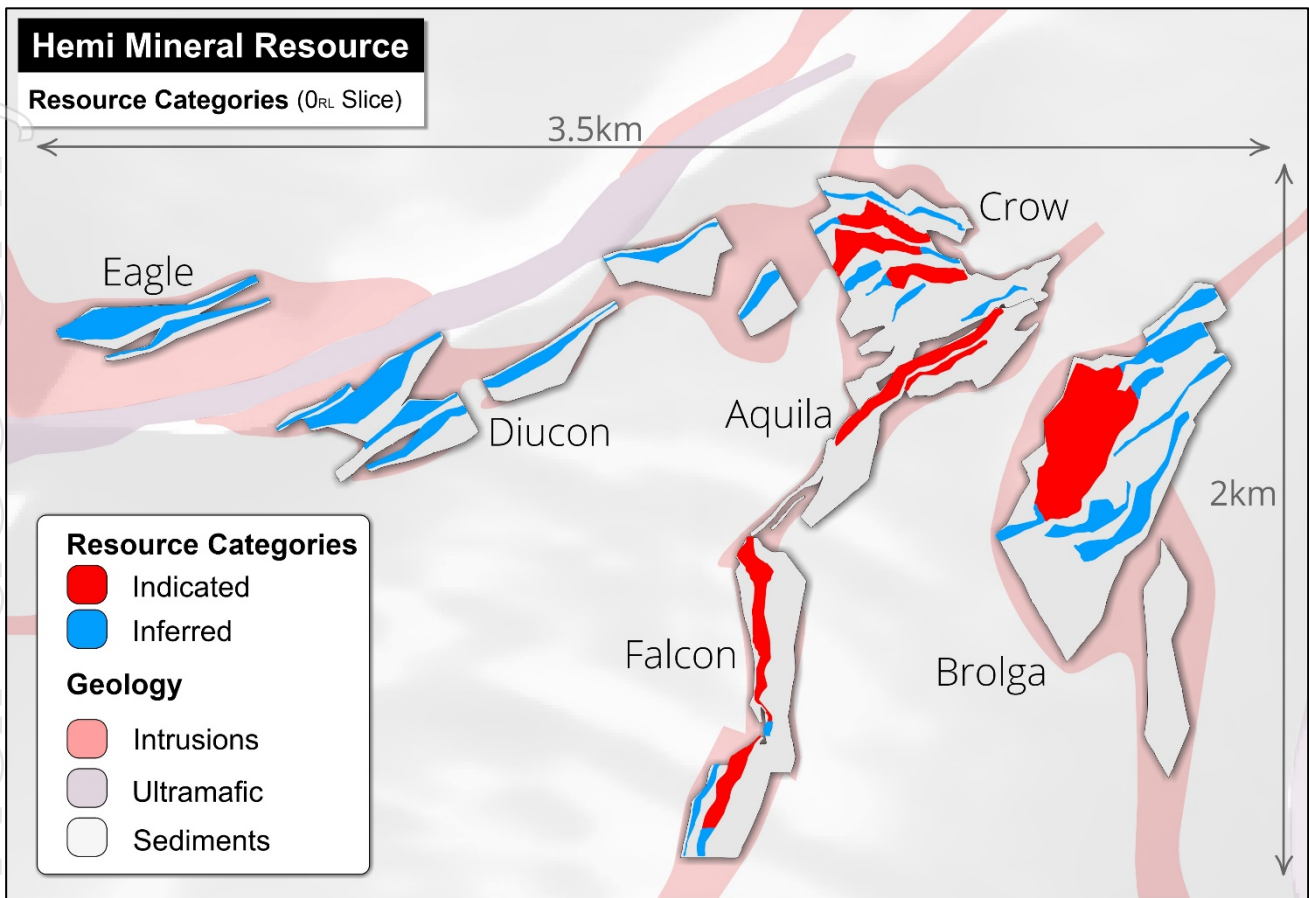 Hemi Mineral Resource
Resource Categories (0RL Slice)
3.5km
Crow
Eagle
Diucon
Aquila
2km
Falcon
Brolga
Resource Categories
Indicated
Inferred
Geology
Intrusions
Ultramafic
Sediments